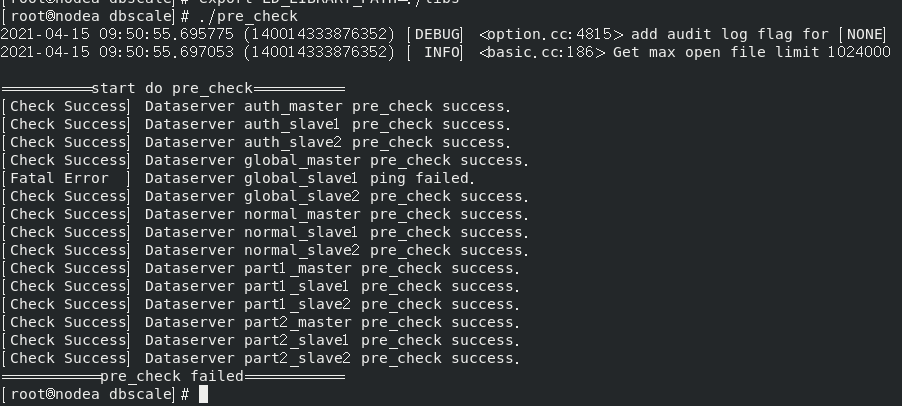 [root@nodea dbscale]# export LD_LIBRARY_PATH=./libs
[root@nodea dbscale]# ./pre_check
2021-04-15 09:50:55.695775 (140014333876352) [DEBUG] <option.cc:4815> add audit log flag for [NONE]
2021-04-15 09:50:55.697053 (140014333876352) [ INFO] <basic.cc:186> Get max open file limit 1024000
==========start do pre_check==========
[Check Success] Dataserver auth_master pre_check success.
[Check Success] Dataserver auth_slave1 pre_check success.
[Check Success] Dataserver auth_slave2 pre_check success.
[Check Success] Dataserver global_master pre_check success.
[Fatal Error  ] Dataserver global_slave1 ping failed.
[Check Success] Dataserver global_slave2 pre_check success.
[Check Success] Dataserver normal_master pre_check success.
[Check Success] Dataserver normal_slave1 pre_check success.
[Check Success] Dataserver normal_slave2 pre_check success.
[Check Success] Dataserver part1_master pre_check success.
[Check Success] Dataserver part1_slave1 pre_check success.
[Check Success] Dataserver part1_slave2 pre_check success.
[Check Success] Dataserver part2_master pre_check success.
[Check Success] Dataserver part2_slave1 pre_check success.
[Check Success] Dataserver part2_slave2 pre_check success.
===========pre_check failed===========
[root@nodea dbscale]#